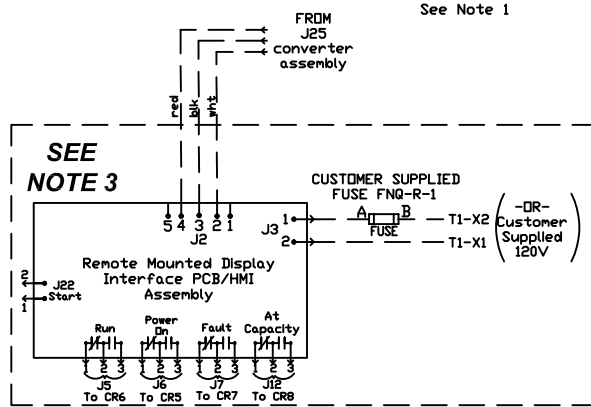 See Note 1
FROM
J25
converter
assembly
red
blk
wht
SEE
NOTE 3
CUSTOMER SUPPLIED
FUSE FNQ-R-1
A B
FUSE
5 4 3 2 1
J2
J3
1
2
T1-X2
T1-X1
-OR-
Customer
Supplied
120V
Remote Mounted Display
Interface PCB/HMI
Assembly
2
J22
Start
1
Run
Power
On
Fault
At
Capacity
1 2 3 1 2 3 1 2 3 1 2 3
J5 J6 J7 J12
To CR6 To CR5 To CR7 To CR8